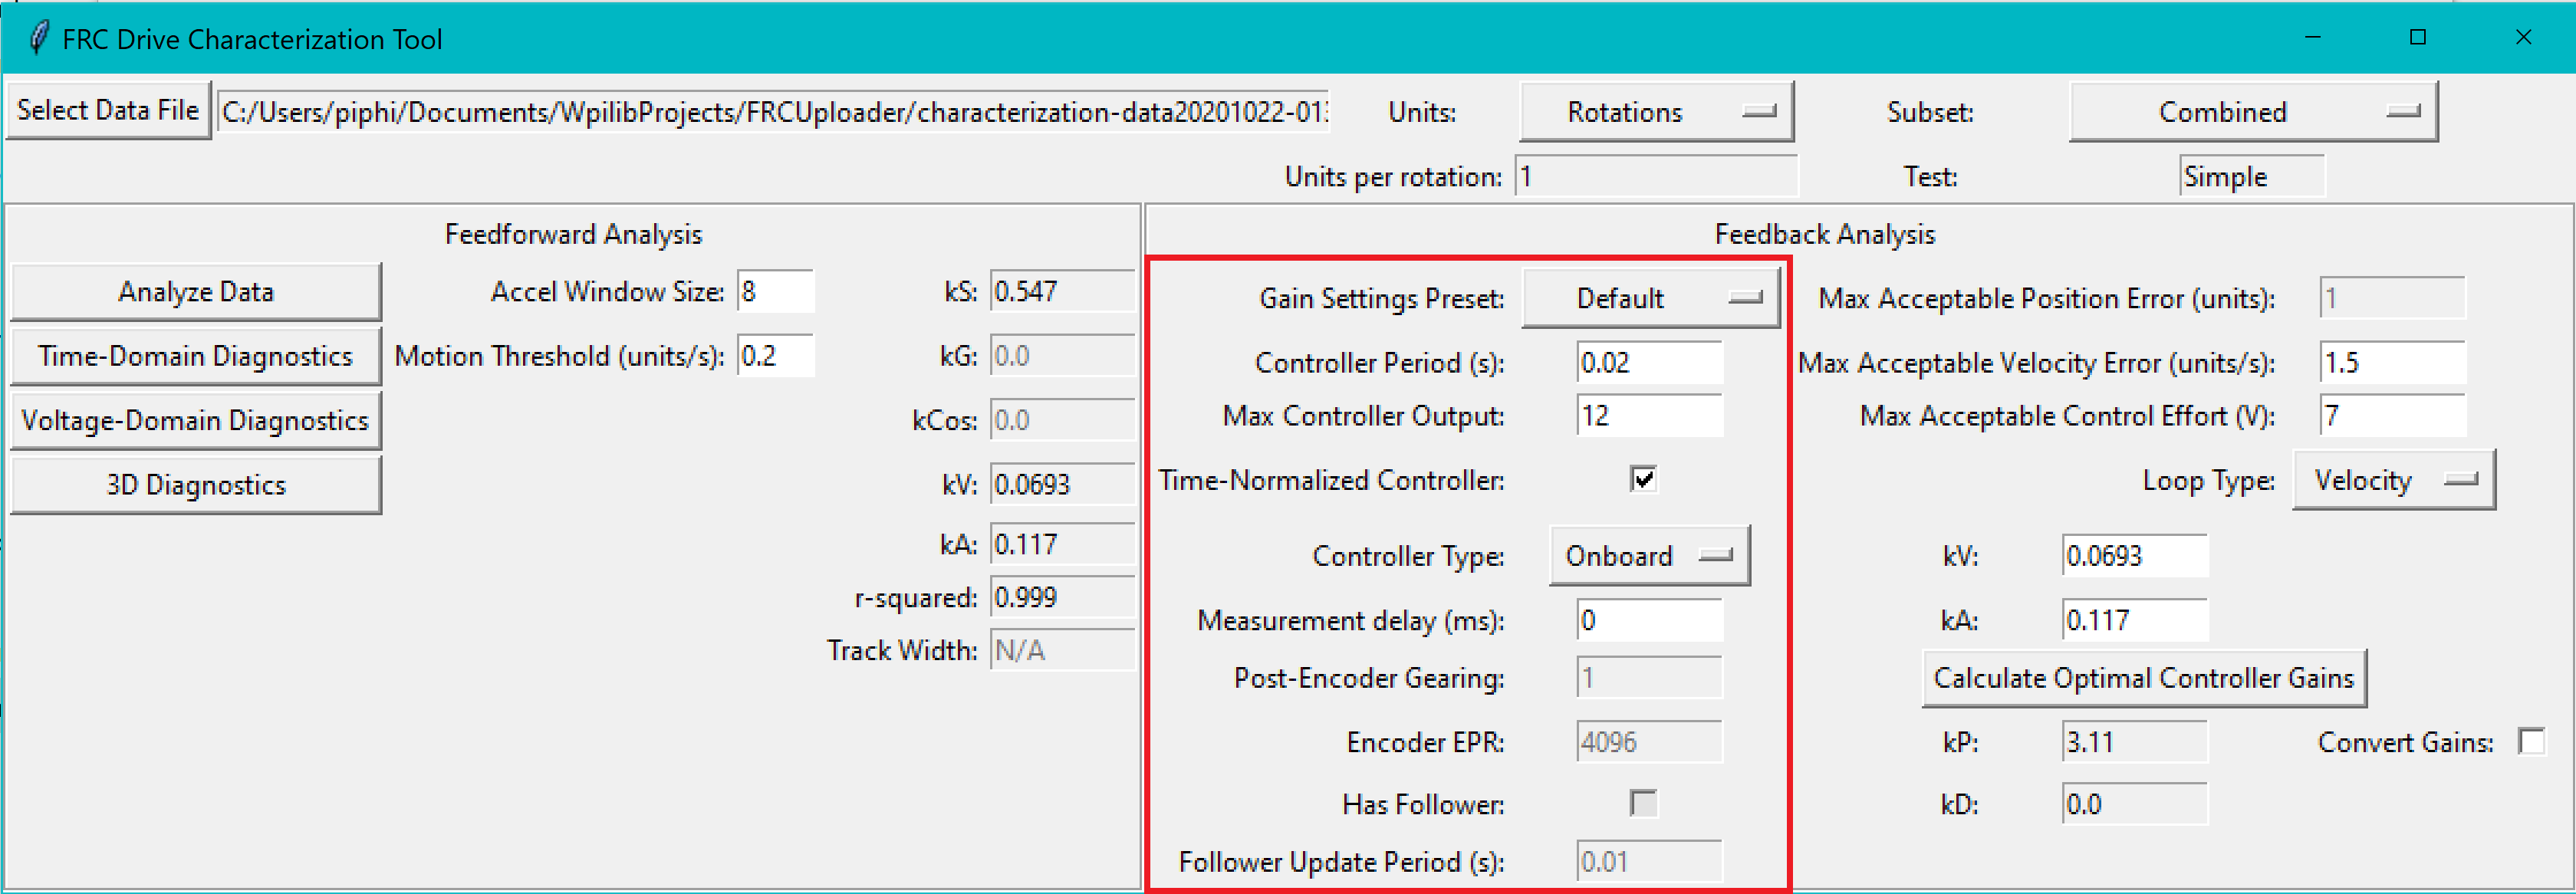 FRC Drive Characterization Tool
Select Data File C:/Users/piphi/Documents/WpilibProjects/FRCUploader/characterization-data20201022-01 Units: Rotations Subset: Combined
Units per rotation: 1 Test: Simple
Feedforward Analysis
Analyze Data Accel Window Size: 8 kS: 0.547
Time-Domain Diagnostics Motion Threshold (units/s): 0.2 kG: 0.0
Voltage-Domain Diagnostics kCos: 0.0
3D Diagnostics kV: 0.0693
kA: 0.117
r-squared: 0.999
Track Width: N/A
Feedback Analysis
Gain Settings Preset: Default Max Acceptable Position Error (units): 1
Controller Period (s): 0.02 Max Acceptable Velocity Error (units/s): 1.5
Max Controller Output: 12 Max Acceptable Control Effort (V): 7
Time-Normalized Controller: Loop Type: Velocity
Controller Type: Onboard kV: 0.0693
Measurement delay (ms): 0 kA: 0.117
Post-Encoder Gearing: 1 Calculate Optimal Controller Gains
Encoder EPR: 4096 kP: 3.11 Convert Gains:
Has Follower: kD: 0.0
Follower Update Period (s): 0.01